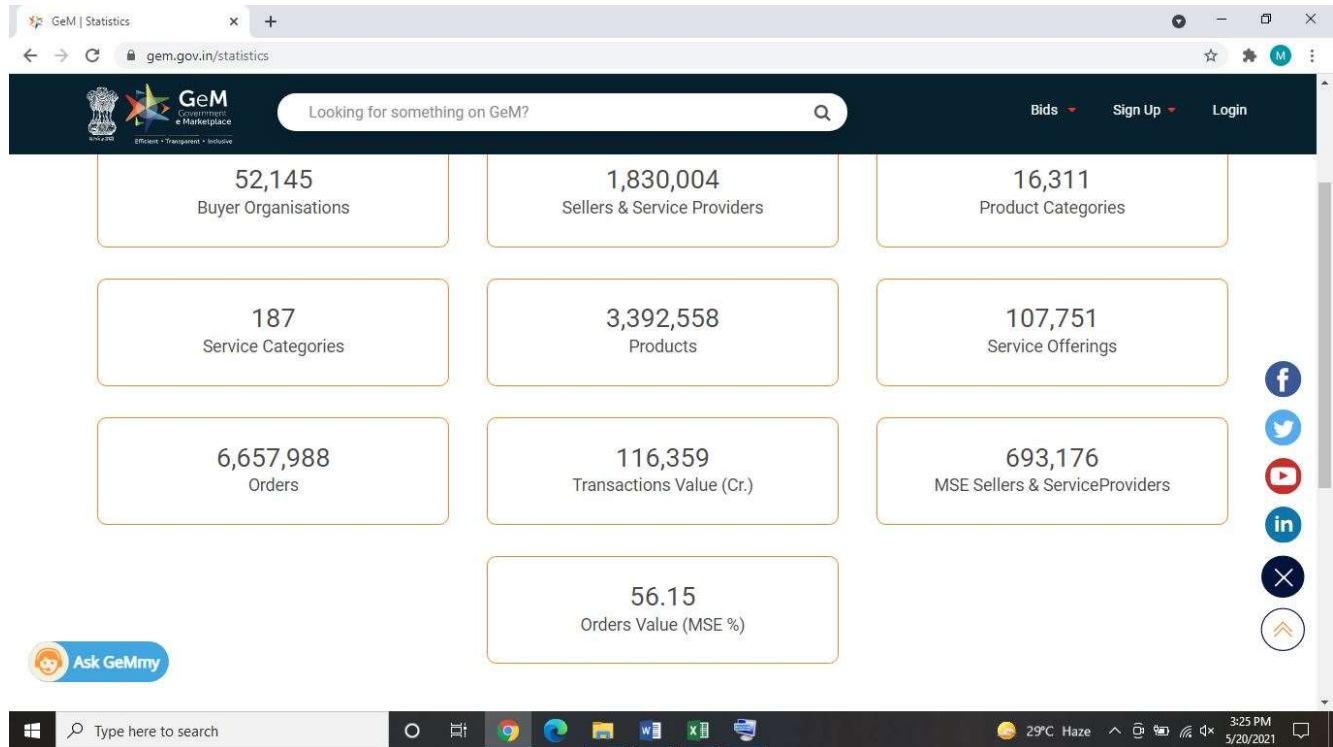 GeM | Statistics
gem.gov.in/statistics
M
GeM
Government
e Marketplace
Efficient • Transparent • Inclusive
Looking for something on GeM?
Bids
Sign Up
Login
52,145
Buyer Organisations
1,830,004
Sellers & Service Providers
16,311
Product Categories
187
Service Categories
3,392,558
Products
107,751
Service Offerings
6,657,988
Orders
116,359
Transactions Value (Cr.)
693,176
MSE Sellers & ServiceProviders
56.15
Orders Value (MSE %)
f
in
Ask GeMmy
Type here to search
29°C Haze
3:25 PM
5/20/2021